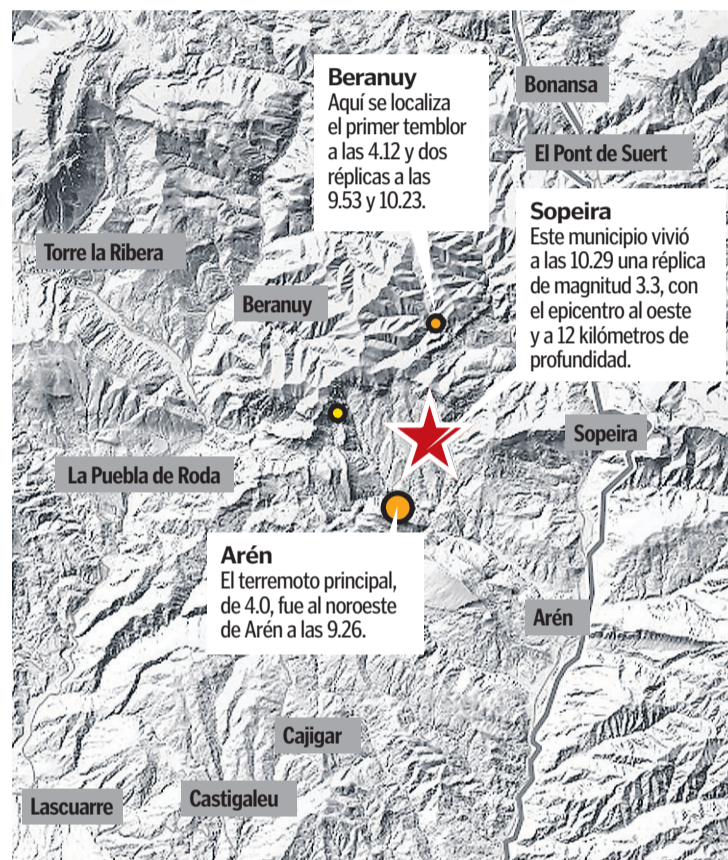 Beranuy
Aquí se localiza
el primer temblor
a las 4.12 y dos
réplicas a las
9.53 y 10.23.
Bonansa
El Pont de Suert
Sopeira
Este municipio vivió
a las 10.29 una réplica
de magnitud 3.3, con
el epicentro al oeste
y a 12 kilómetros de
profundidad.
Torre la Ribera
Beranuy
Sopeira
La Puebla de Roda
Arén
El terremoto principal,
de 4.0, fue al noroeste
de Arén a las 9.26.
Arén
Cajigar
Castigaleu
Lascuarre